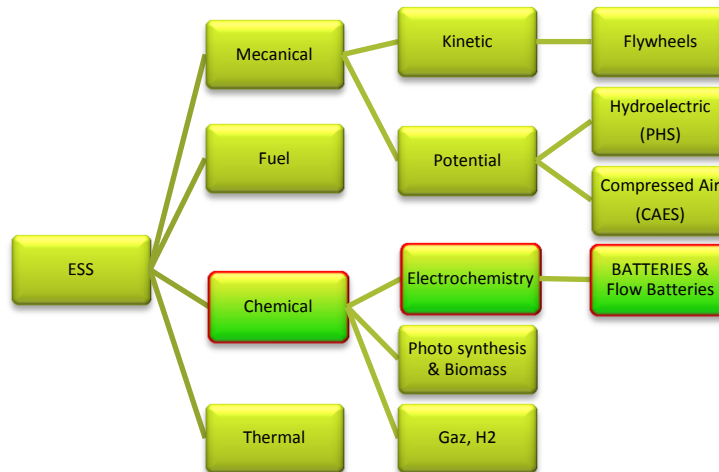 Mecanical
Kinetic
Flywheels
Hydroelectric
(PHS)
Fuel
Potential
Compressed Air
(CAES)
ESS
Chemical
Electrochemistry
BATTERIES &
Flow Batteries
Photo synthesis
& Biomass
Thermal
Gaz, H2